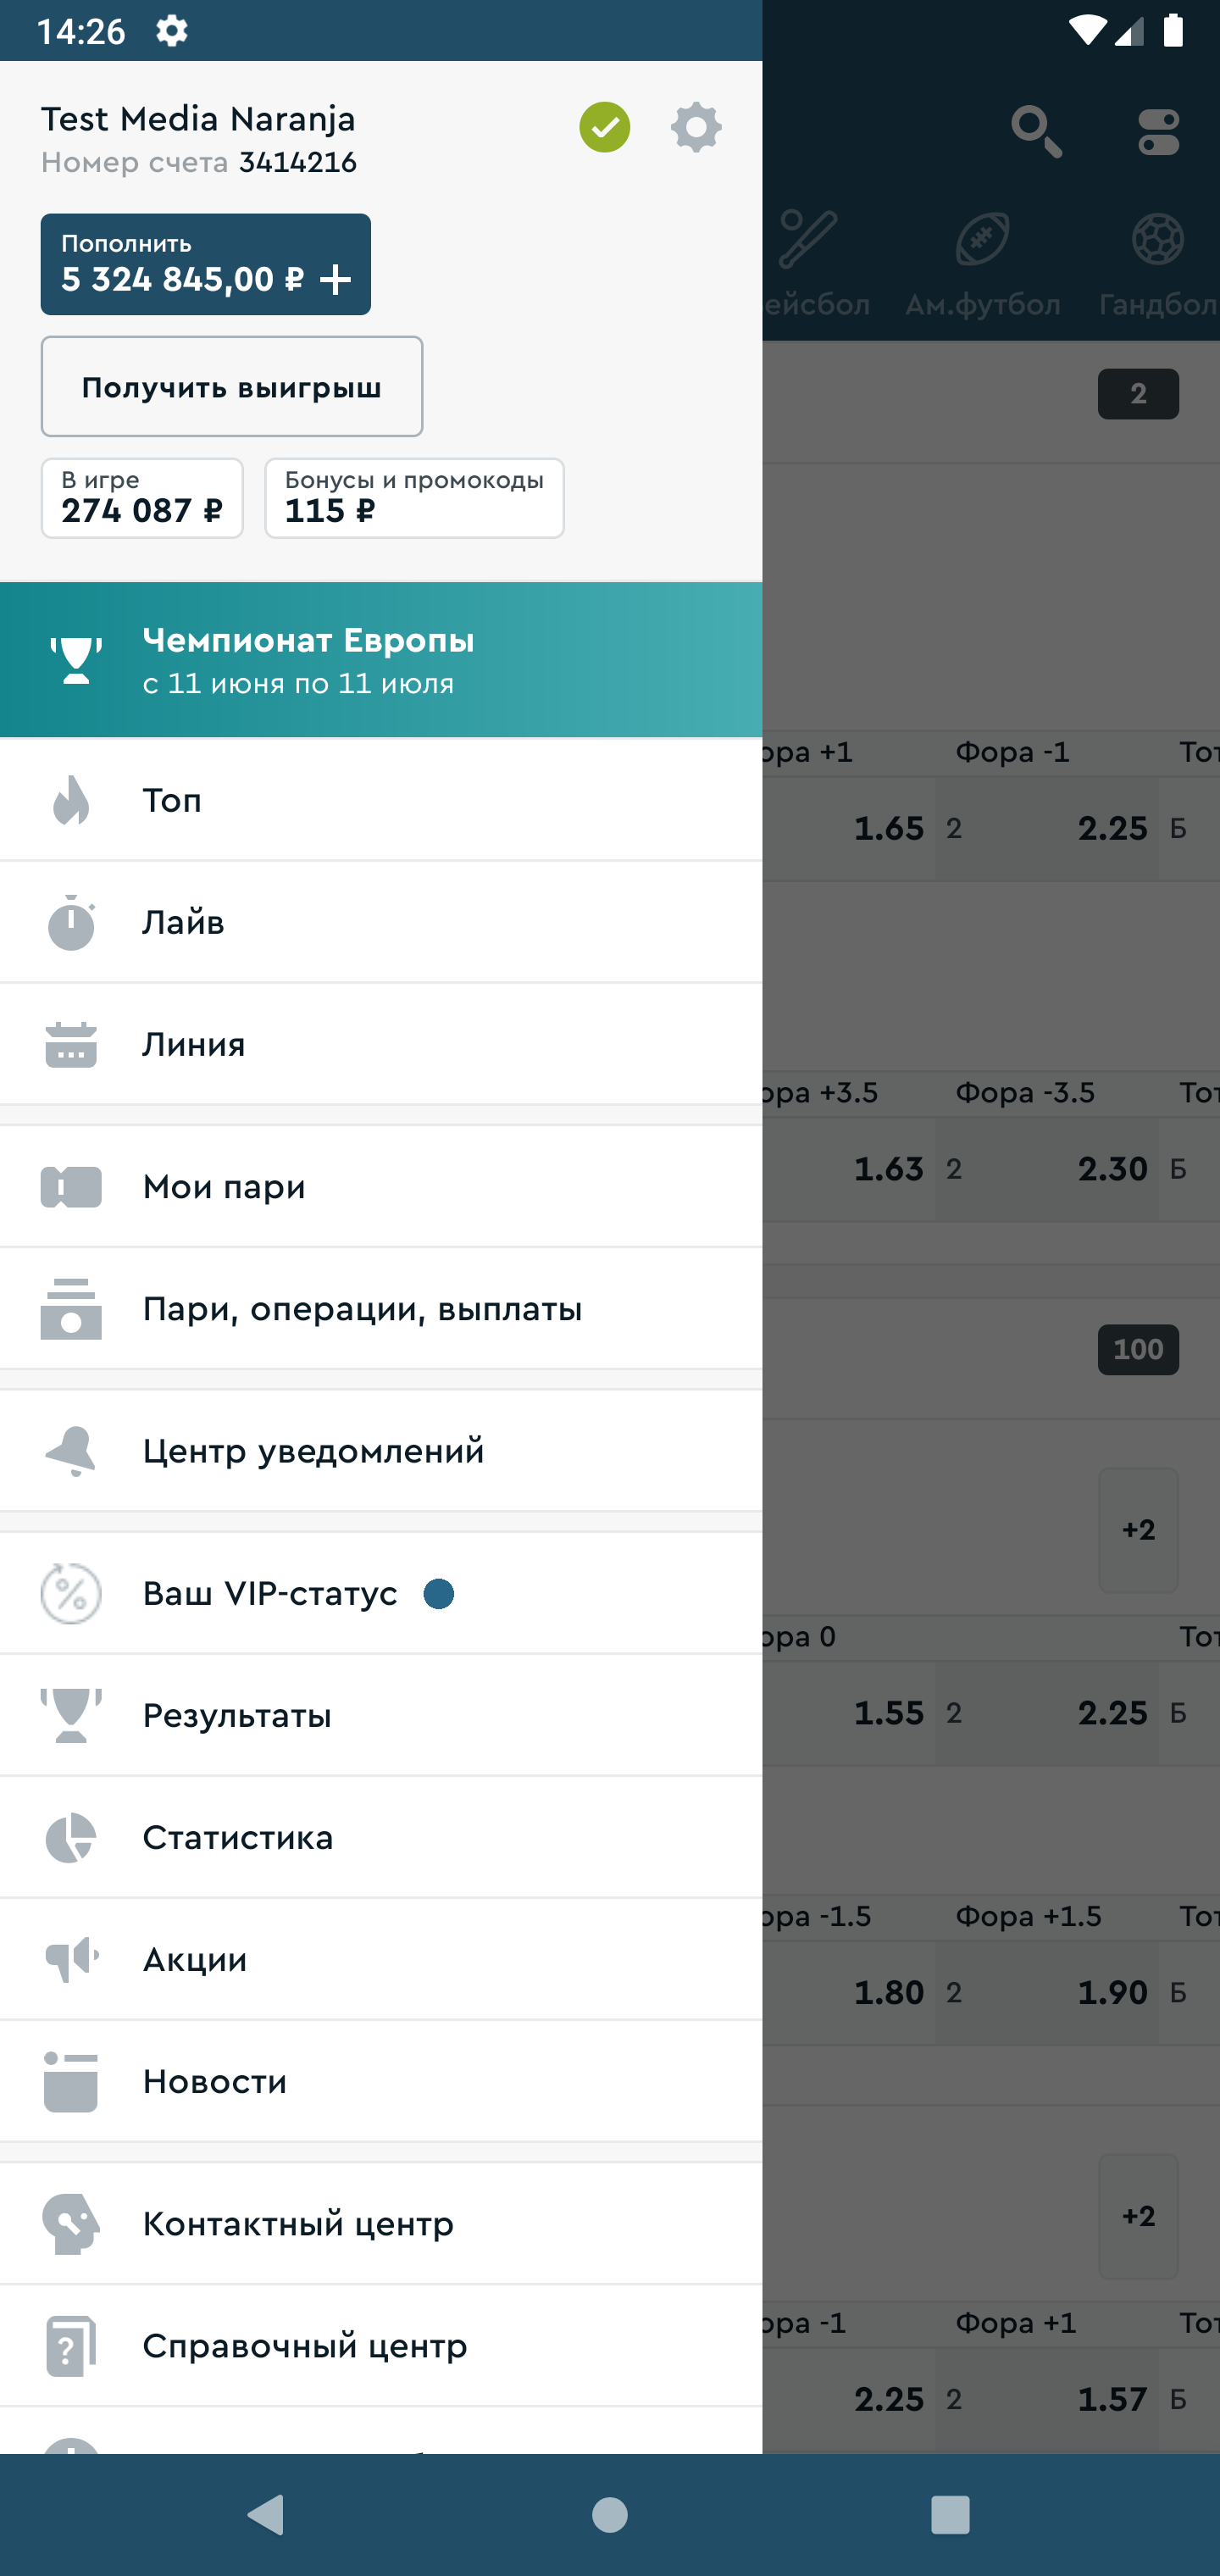 14:26
Test Media Naranja
Номер счета 3414216
Пополнить
5 324 845,00 ₽ +
Получить выигрыш
В игре
274 087 ₽
Бонусы и промокоды
115 ₽
Чемпионат Европы
с 11 июня по 11 июля
Топ
Лайв
Линия
Мои пари
Пари, операции, выплаты
Центр уведомлений
Ваш VIP-статус
Результаты
Статистика
Акции
Новости
Контактный центр
Справочный центр
ейсбол Ам.футбол Гандбол
2
ора +1 Фора -1 Тот
1.65 2 2.25 Б
ора +3.5 Фора -3.5 Тот
1.63 2 2.30 Б
100
+2
ора 0 Тот
1.55 2 2.25 Б
ора -1.5 Фора +1.5 Тот
1.80 2 1.90 Б
+2
ора -1 Фора +1 Тот
2.25 2 1.57 Б